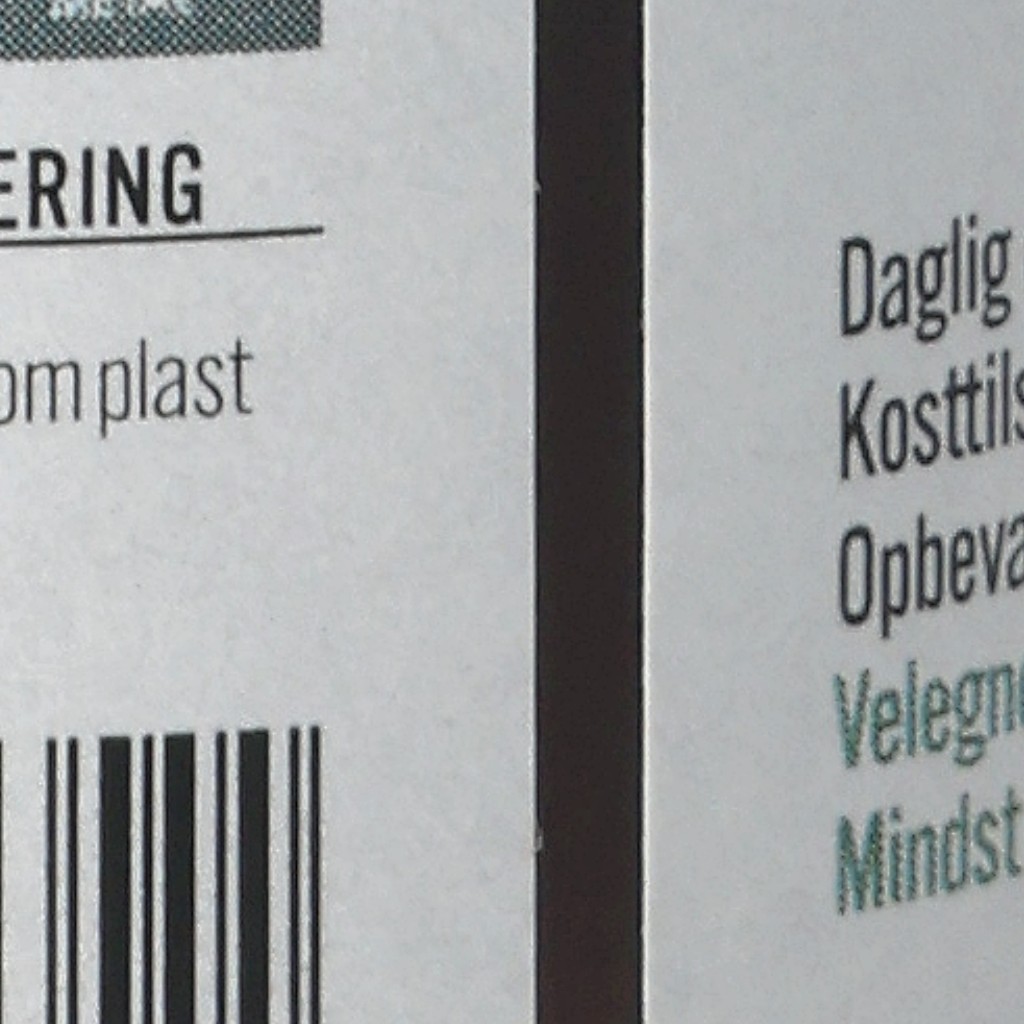 ERING
om plast
Daglig
Kosttils
Opbeva
Velegn
Mindst